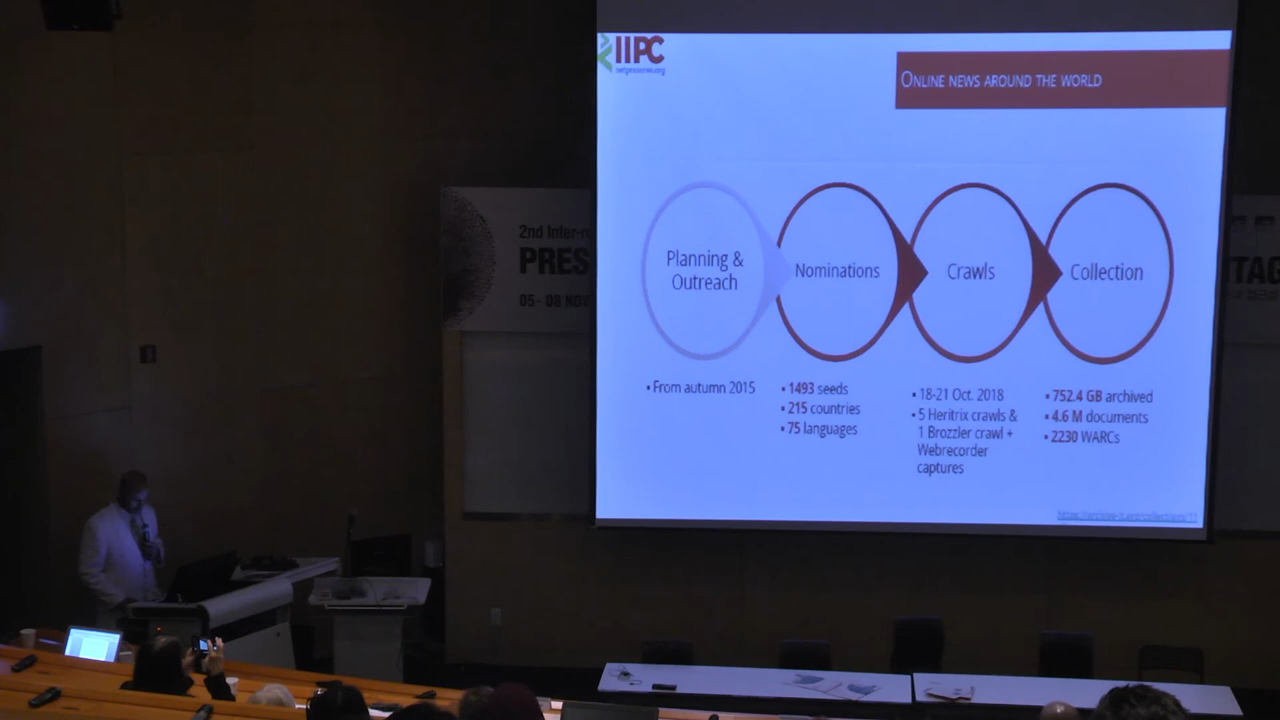 IIPC
netpreserve.org
ONLINE NEWS AROUND THE WORLD
Planning &
Outreach
Nominations
Crawls
Collection
▪ From autumn 2015
▪ 1493 seeds
▪ 215 countries
▪ 75 languages
▪ 18-21 Oct. 2018
▪ 5 Heritrix crawls &
1 Brozzler crawl +
Webrecorder
captures
▪ 752.4 GB archived
▪ 4.6 M documents
▪ 2230 WARCs
2nd
PRES
05-08 NOV
TAG